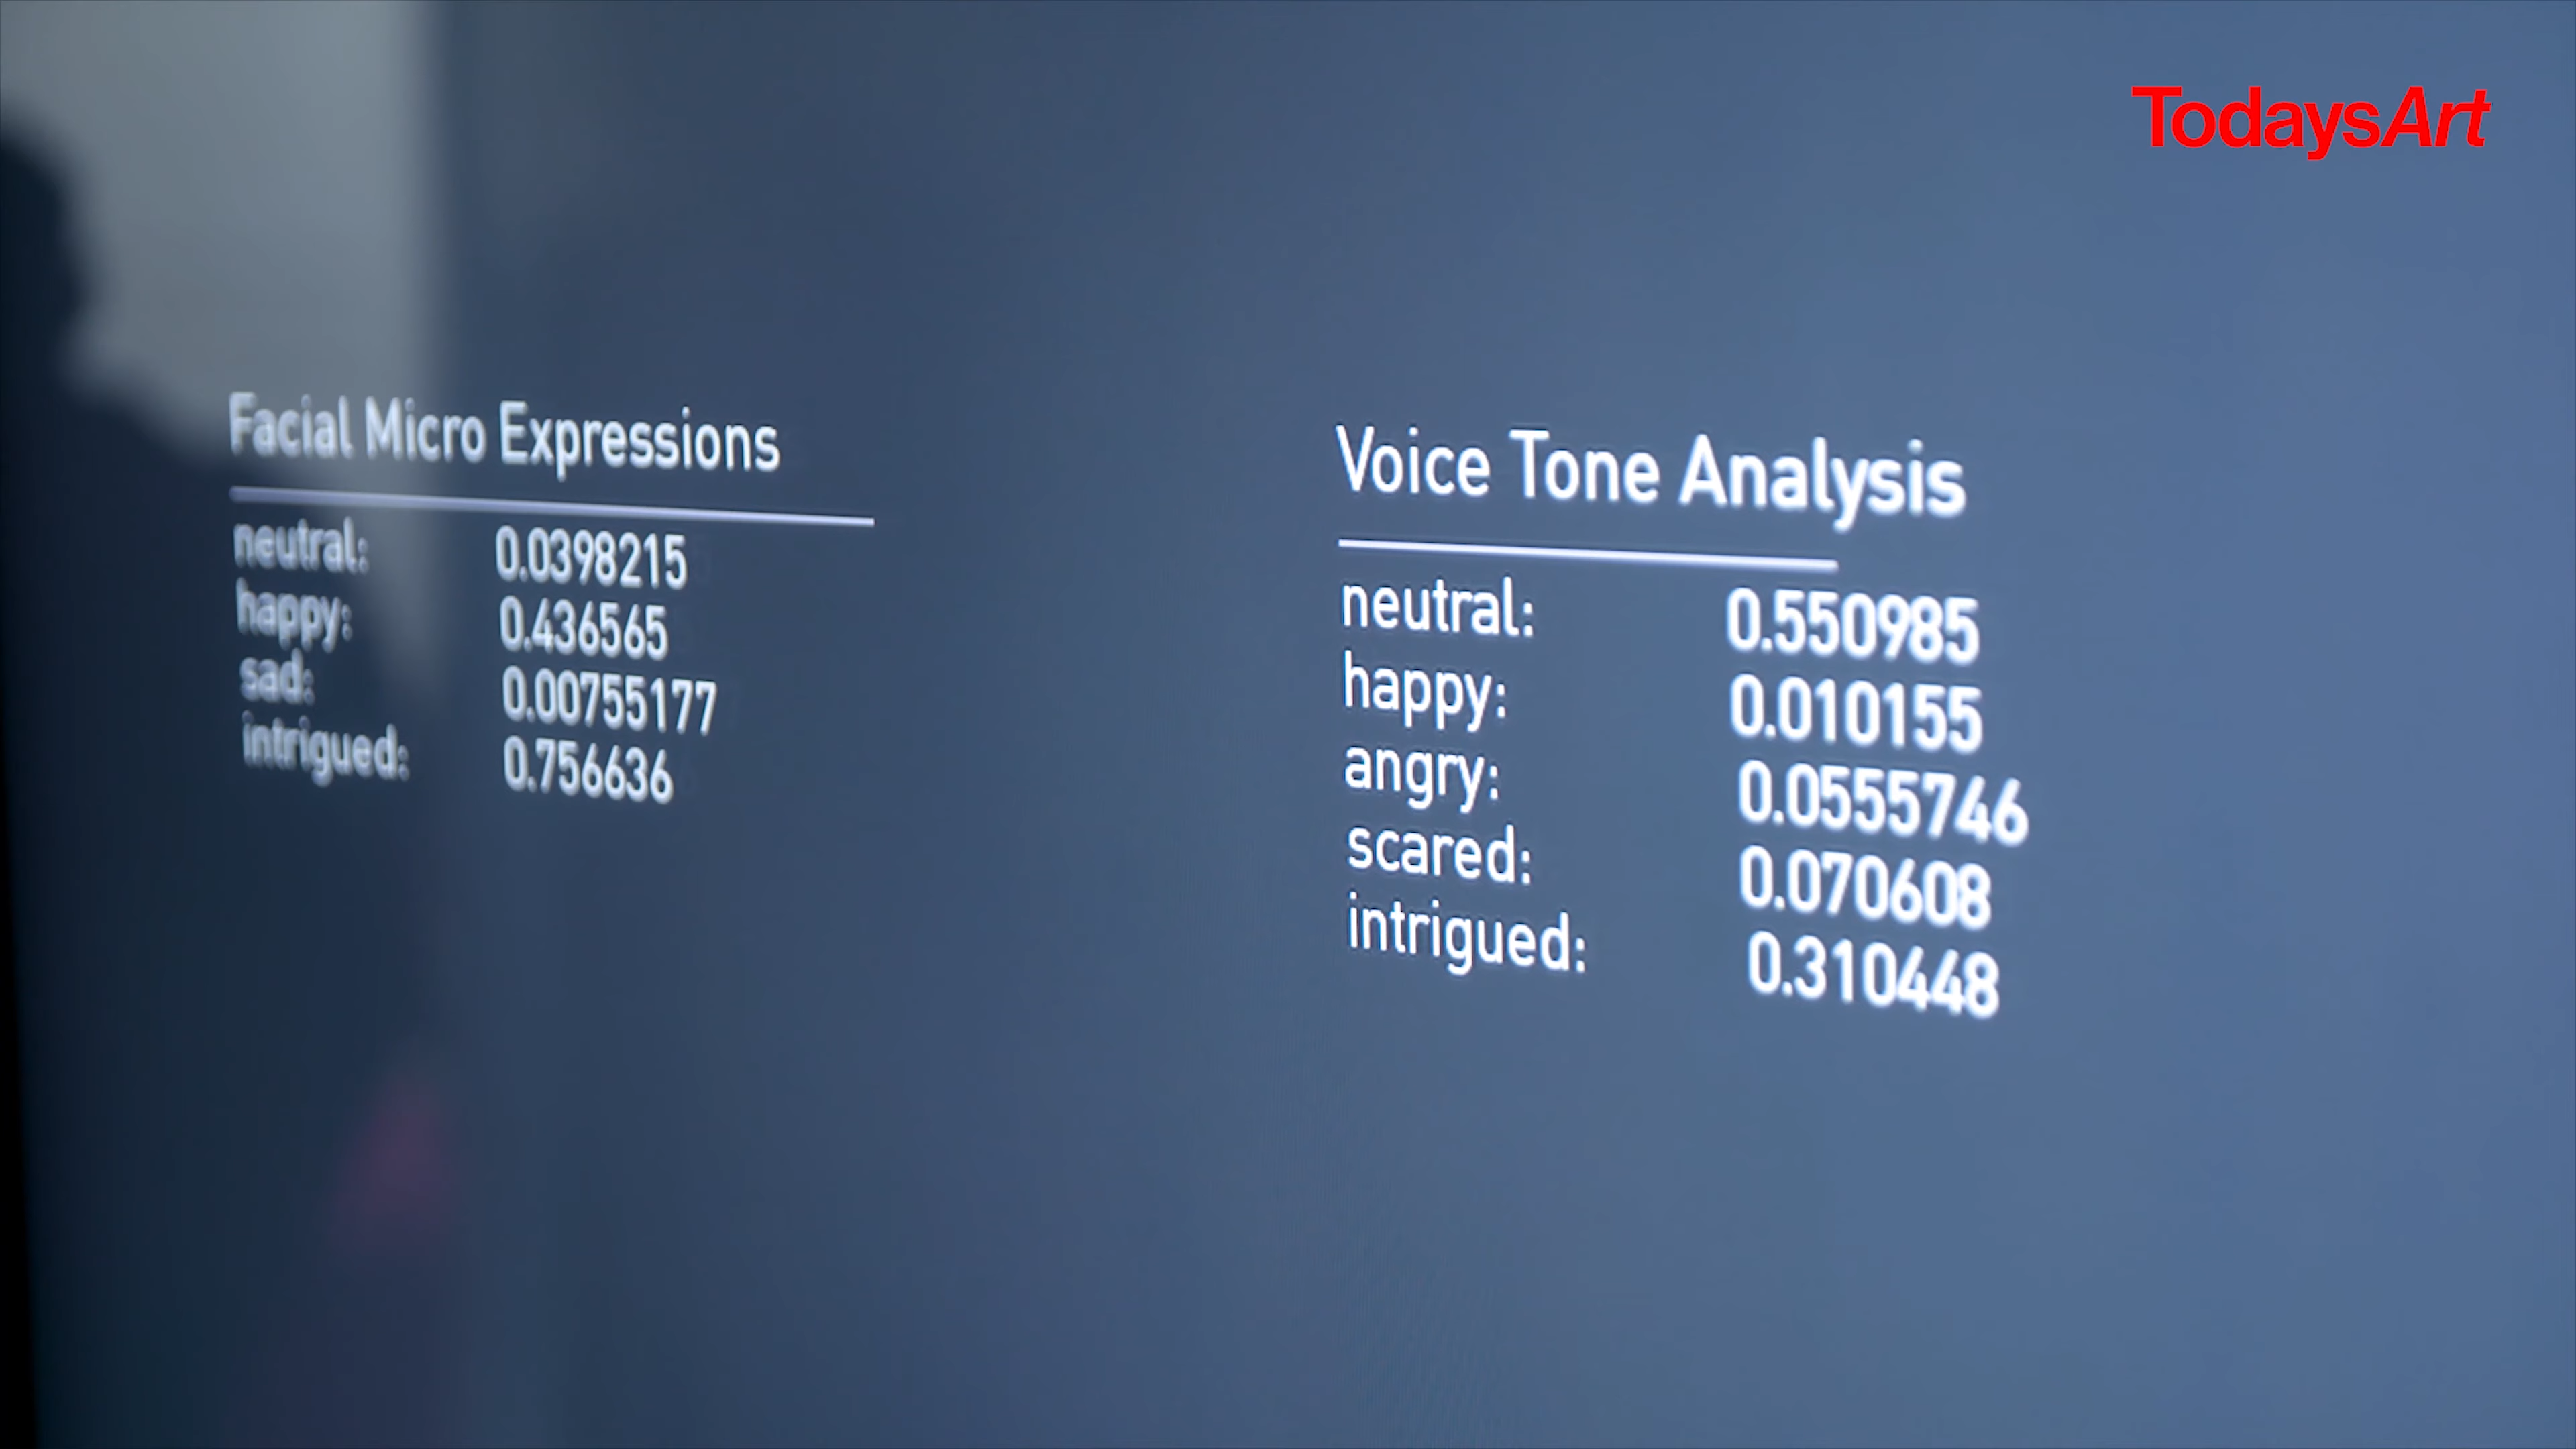 TodaysArt
Facial Micro Expressions
neutral: 0.0398215
happy: 0.436565
sad: 0.00755177
intrigued: 0.756636
Voice Tone Analysis
neutral: 0.550985
happy: 0.010155
angry: 0.0555746
scared: 0.070608
intrigued: 0.310448